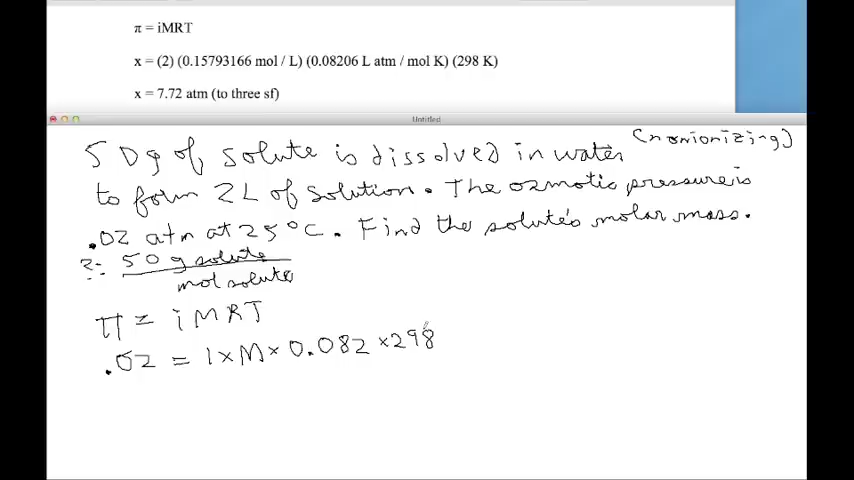 π = iMRT
x = (2) (0.15793166 mol / L) (0.08206 L atm / mol K) (298 K)
x = 7.72 atm (to three sf)
Untitled
50g of solute is dissolved in water (nonionizing)
to form 2L of solution. The ozmotic pressure is
.02 atm at 25°C. Find the solute's molar mass.
?= 50 g solute
mol solute
π = iMRT
.02 = 1×M×0.082×298